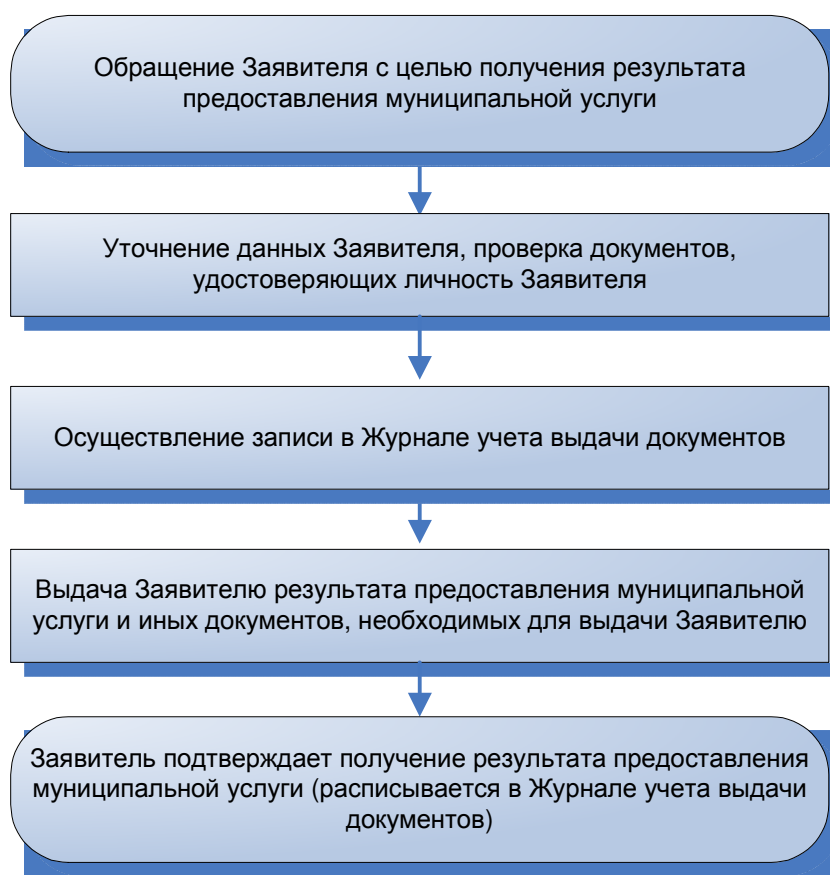 Обращение Заявителя с целью получения результата
предоставления муниципальной услуги
Уточнение данных Заявителя, проверка документов,
удостоверяющих личность Заявителя
Осуществление записи в Журнале учета выдачи документов
Выдача Заявителю результата предоставления муниципальной
услуги и иных документов, необходимых для выдачи Заявителю
Заявитель подтверждает получение результата предоставления
муниципальной услуги (расписывается в Журнале учета выдачи
документов)